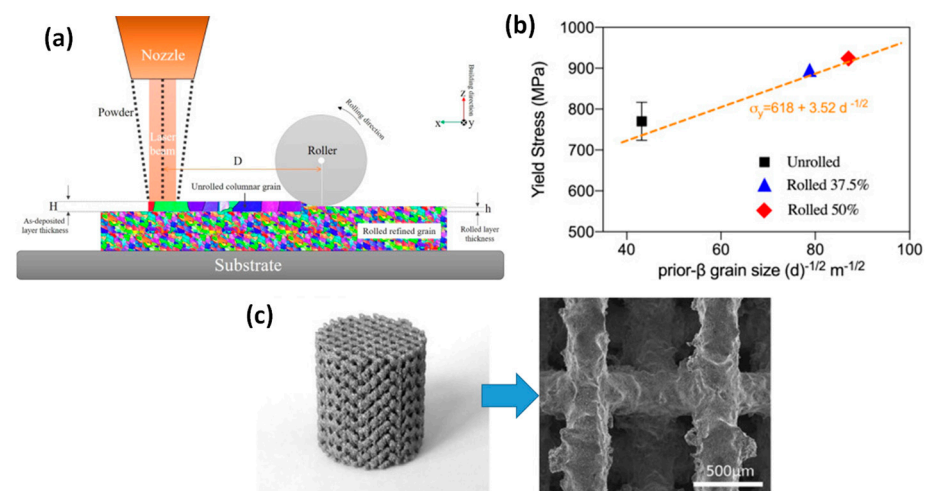 (a)
Nozzle
Powder
Laser
beam
D
Rolling direction
Roller
Building
direction
z
x
y
H
Unrolled columnar grain
h
As-deposited
layer thickness
Rolled refined grain
Rolled layer
thickness
Substrate
(b)
Yield Stress (MPa)
1000
900
800
700
600
500
σy=618 + 3.52 d -1/2
Unrolled
Rolled 37.5%
Rolled 50%
40
60
80
100
prior-β grain size (d)-1/2 m-1/2
(c)
500μm